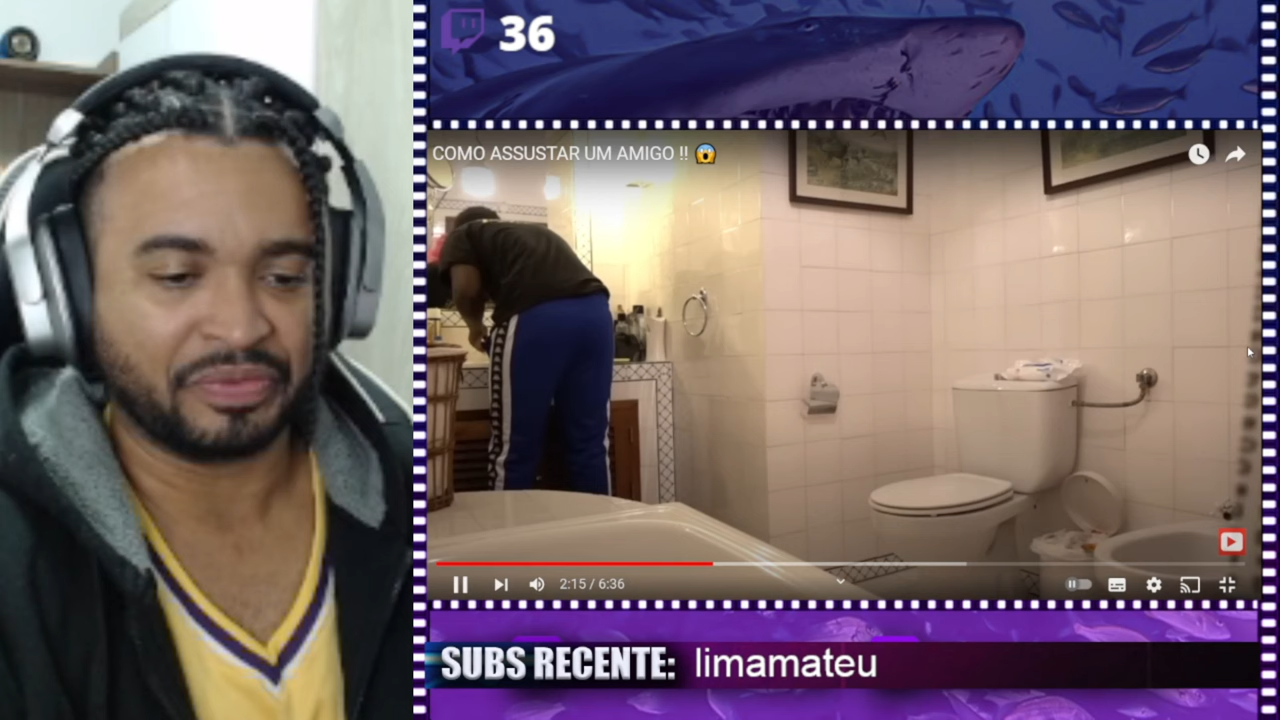 36
COMO ASSUSTAR UM AMIGO !! 😱
2:15 / 6:36
SUBS RECENTE: limamateu